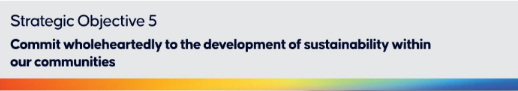 Strategic Objective 5
Commit wholeheartedly to the development of sustainability within
our communities